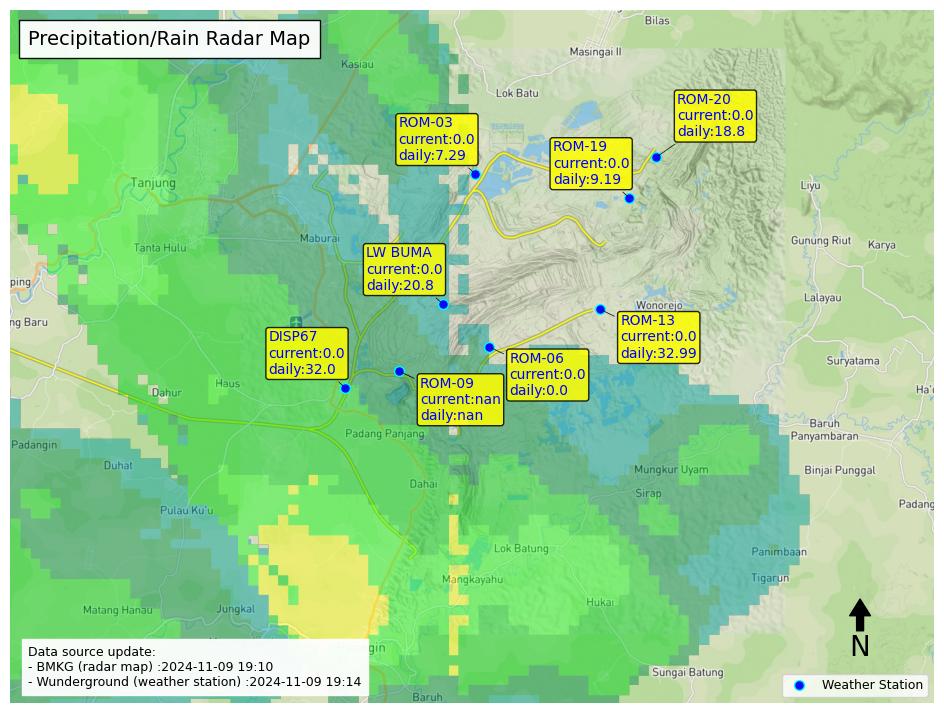 Precipitation/Rain Radar Map
Bilas
Masingai II
Kasiau
Lok Batu
ROM-20
current:0.0
daily:18.8
ROM-03
current:0.0
daily:7.29
ROM-19
current:0.0
daily:9.19
Tanjung
Liyu
Maburai
Tanta Hulu
Gunung Riut
Karya
LW BUMA
current:0.0
daily:20.8
ping
Lalayau
Wonorejo
ng Baru
ROM-13
current:0.0
daily:32.99
DISP67
current:0.0
daily:32.0
ROM-06
current:0.0
daily:0.0
Suryatama
ROM-09
current:nan
daily:nan
Haus
Dahur
Ha'
Baruh
Panyambaran
Padang Panjang
Padangin
Duhat
Mungkur Uyam
Binjai Punggal
Dahai
Sirap
Padang
Pulau Ku'u
Lok Batung
Panimbaan
Mangkayahu
Tigarun
Hukai
Matang Hanau
Jungkal
N
gin
Data source update:
- BMKG (radar map) :2024-11-09 19:10
- Wunderground (weather station) :2024-11-09 19:14
Sungai Batung
Weather Station
Baruh